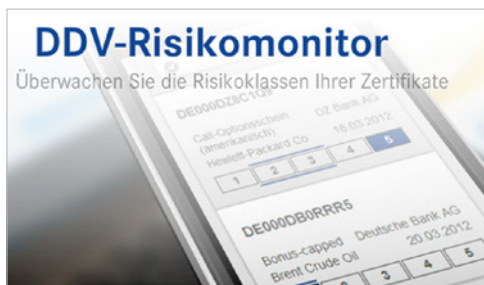 DDV-Risikomonitor
Überwachen Sie die Risikoklassen Ihrer Zertifikate
DE000DZ8C1Q9
Call-Optionsschem DZ Bank AG
(amerikanisch) 16.03.2012
Hewlett-Packard Co
1 2 3 4 5
DE000DB0RRR5
Bonus-capped Deutsche Bank AG
Brent Crude Oil 20.03.2012
2 3 4 5